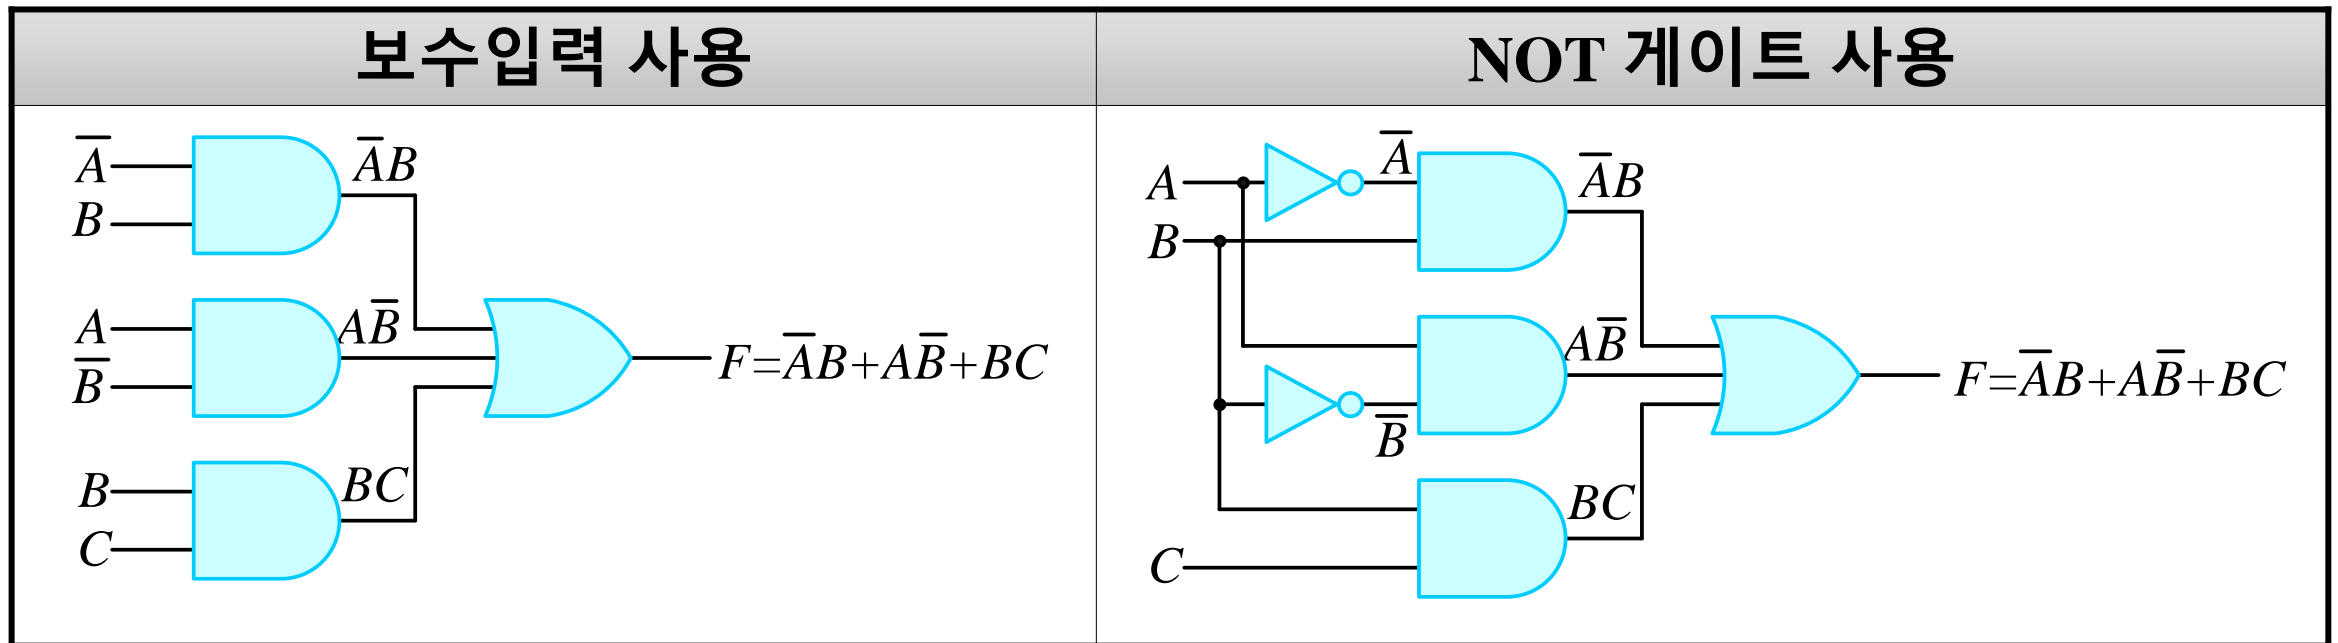 보수입력 사용
NOT 게이트 사용
A̅
A̅B
B
A
AB̅
B̅
F=A̅B+AB̅+BC
B
BC
C
A
A̅
A̅B
B
AB̅
B̅
F=A̅B+AB̅+BC
BC
C